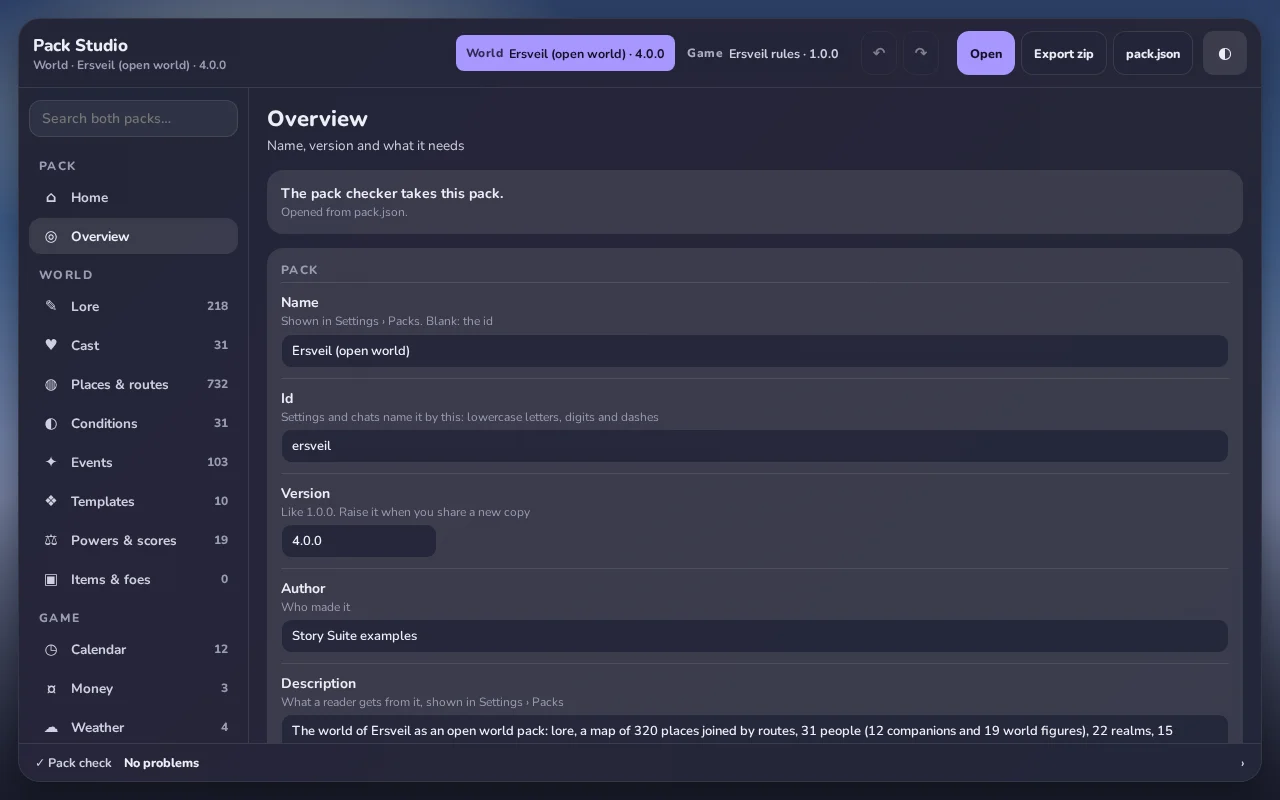 Pack Studio
World · Ersveil (open world) · 4.0.0
World Ersveil (open world) · 4.0.0
Game Ersveil rules · 1.0.0
Open
Export zip
pack.json
Search both packs…
PACK
Home
Overview
WORLD
Lore 218
Cast 31
Places & routes 732
Conditions 31
Events 103
Templates 10
Powers & scores 19
Items & foes 0
GAME
Calendar 12
Money 3
Weather 4
Overview
Name, version and what it needs
The pack checker takes this pack.
Opened from pack.json.
PACK
Name
Shown in Settings › Packs. Blank: the id
Ersveil (open world)
Id
Settings and chats name it by this: lowercase letters, digits and dashes
ersveil
Version
Like 1.0.0. Raise it when you share a new copy
4.0.0
Author
Who made it
Story Suite examples
Description
What a reader gets from it, shown in Settings › Packs
The world of Ersveil as an open world pack: lore, a map of 320 places joined by routes, 31 people (12 companions and 19 world figures), 22 realms, 15
✓ Pack check No problems